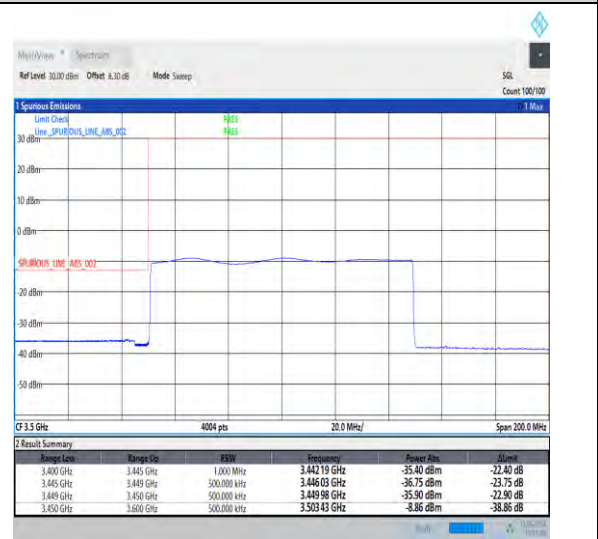 MultiView Spectrum
Ref Level 30.00 dBm Offset 8.30 dB Mode Sweep SGL
Count 100/100
1 Spurious Emissions 1 Max
Limit Check PASS
Line _SPURIOUS_LINE_ABS_002 PASS
30 dBm
20 dBm
10 dBm
0 dBm
SPURIOUS_LINE_ABS_002
-20 dBm
-30 dBm
-40 dBm
-50 dBm
CF 3.5 GHz 4004 pts 20.0 MHz/ Span 200.0 MHz
2 Result Summary
Range Low Range Up RBW Frequency Power Abs ΔLimit
3.400 GHz 3.445 GHz 1.000 MHz 3.442 19 GHz -35.40 dBm -22.40 dB
3.445 GHz 3.449 GHz 500.000 kHz 3.446 03 GHz -36.75 dBm -23.75 dB
3.449 GHz 3.450 GHz 500.000 kHz 3.449 98 GHz -35.90 dBm -22.90 dB
3.450 GHz 3.600 GHz 500.000 kHz 3.503 43 GHz -8.86 dBm -38.86 dB